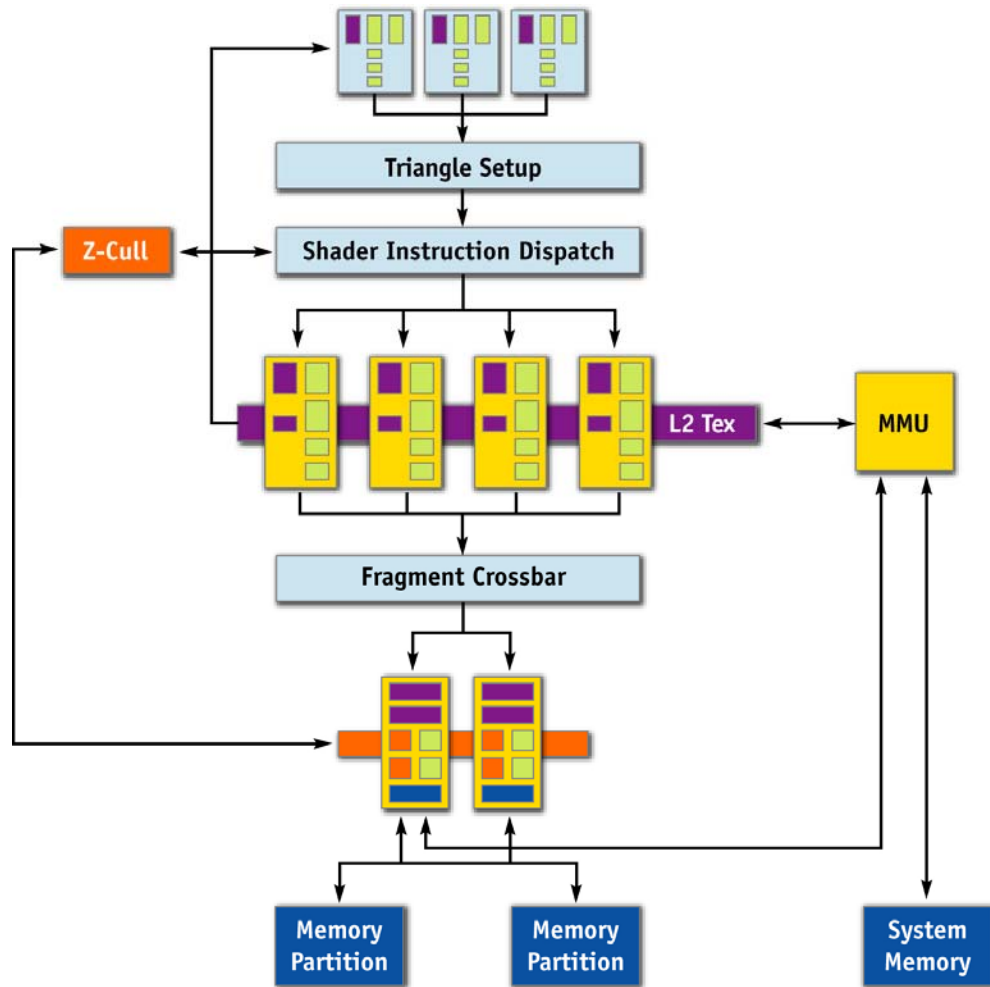 Triangle Setup
Z-Cull
Shader Instruction Dispatch
L2 Tex
MMU
Fragment Crossbar
Memory
Partition
Memory
Partition
System
Memory